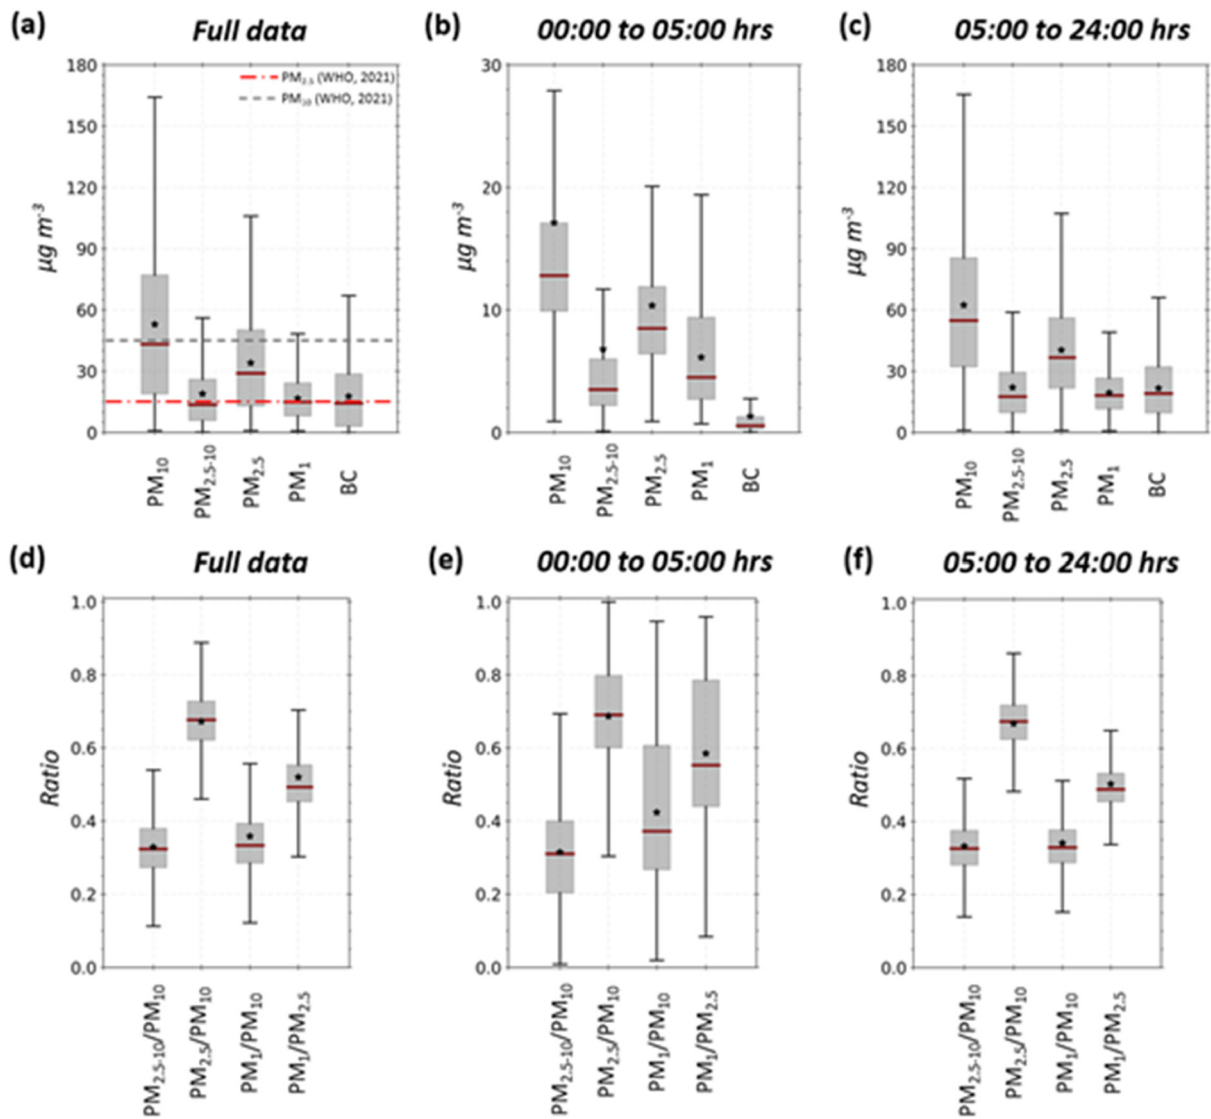 (a) Full data
(b) 00:00 to 05:00 hrs
(c) 05:00 to 24:00 hrs
180
150
120
90
60
30
0
µg m⁻³
PM₂.₅ (WHO, 2021)
PM₁₀ (WHO, 2021)
PM₁₀
PM₂.₅₋₁₀
PM₂.₅
PM₁
BC
30
20
10
0
µg m⁻³
PM₁₀
PM₂.₅₋₁₀
PM₂.₅
PM₁
BC
180
150
120
90
60
30
0
µg m⁻³
PM₁₀
PM₂.₅₋₁₀
PM₂.₅
PM₁
BC
(d) Full data
(e) 00:00 to 05:00 hrs
(f) 05:00 to 24:00 hrs
1.0
0.8
0.6
0.4
0.2
0.0
Ratio
PM₂.₅₋₁₀/PM₁₀
PM₂.₅/PM₁₀
PM₁/PM₁₀
PM₁/PM₂.₅
1.0
0.8
0.6
0.4
0.2
0.0
Ratio
PM₂.₅₋₁₀/PM₁₀
PM₂.₅/PM₁₀
PM₁/PM₁₀
PM₁/PM₂.₅
1.0
0.8
0.6
0.4
0.2
0.0
Ratio
PM₂.₅₋₁₀/PM₁₀
PM₂.₅/PM₁₀
PM₁/PM₁₀
PM₁/PM₂.₅